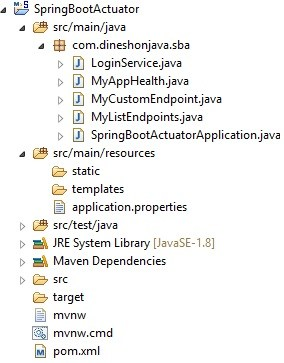 SpringBootActuator
src/main/java
com.dineshonjava.sba
LoginService.java
MyAppHealth.java
MyCustomEndpoint.java
MyListEndpoints.java
SpringBootActuatorApplication.java
src/main/resources
static
templates
application.properties
src/test/java
JRE System Library [JavaSE-1.8]
Maven Dependencies
src
target
mvnw
mvnw.cmd
pom.xml